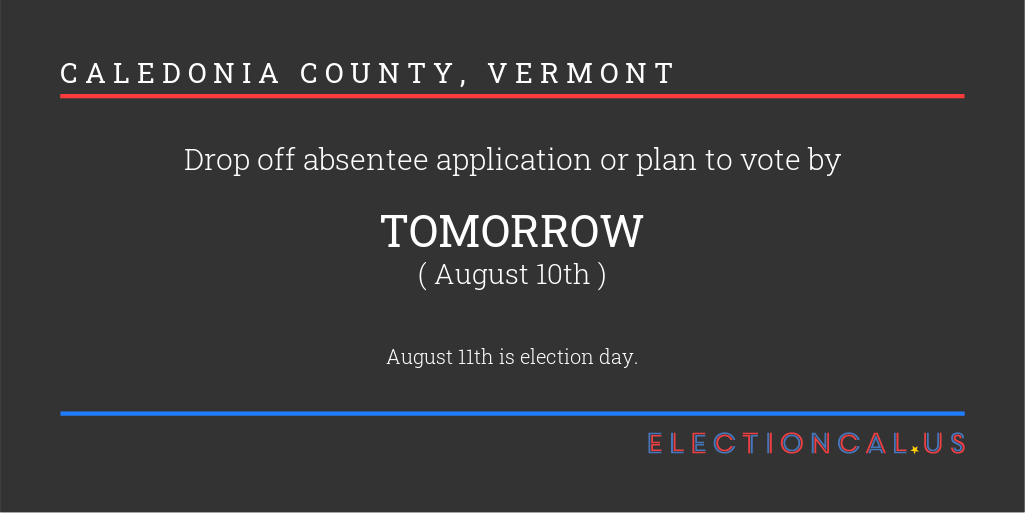 CALEDONIA COUNTY, VERMONT
Drop off absentee application or plan to vote by
TOMORROW
( August 10th )
August 11th is election day.
ELECTIONCAL.US